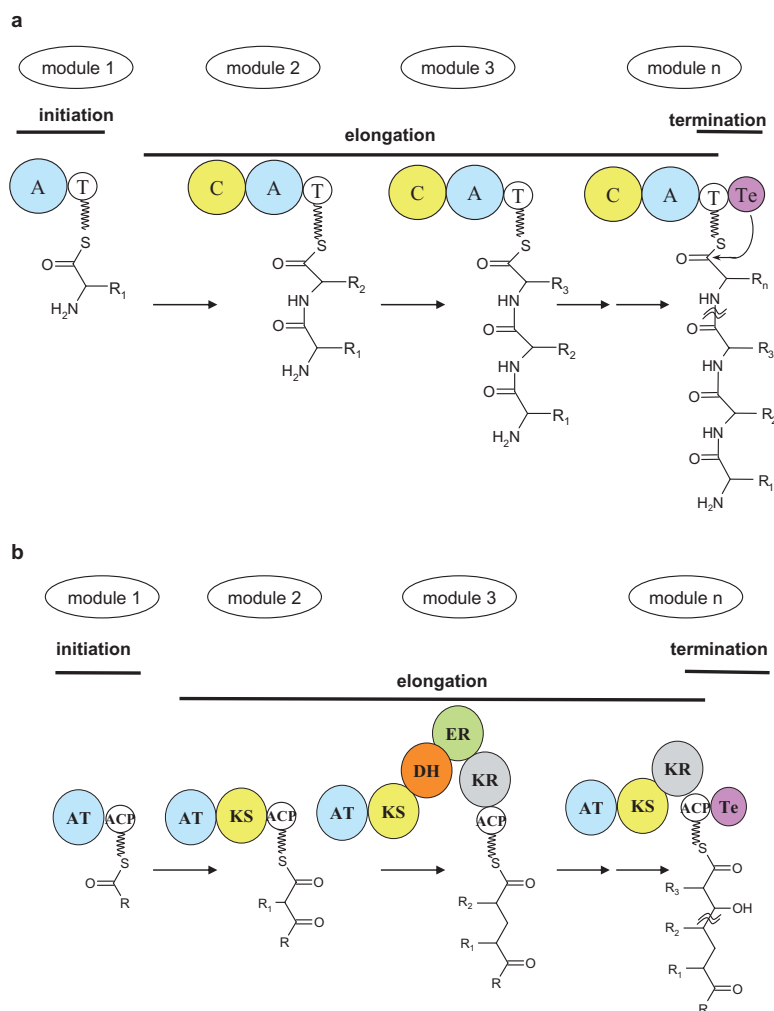 a
module 1 module 2 module 3 module n
initiation
termination
elongation
A T C A T C A T C A T Te
S S S S
O O O O
R₁ R₂ R₃ Rₙ
H₂N HN HN HN
O O O
R₁ R₂ R₃
H₂N HN HN
O O
R₁ R₂
H₂N HN
O
R₁
H₂N
b
module 1 module 2 module 3 module n
initiation termination
elongation
ER
DH KR KR
AT ACP AT KS ACP AT KS ACP AT KS ACP Te
S S S S
O O O O
R R₁ R₂ R₃
O OH
R R₁ R₂
O R₁
R O
R